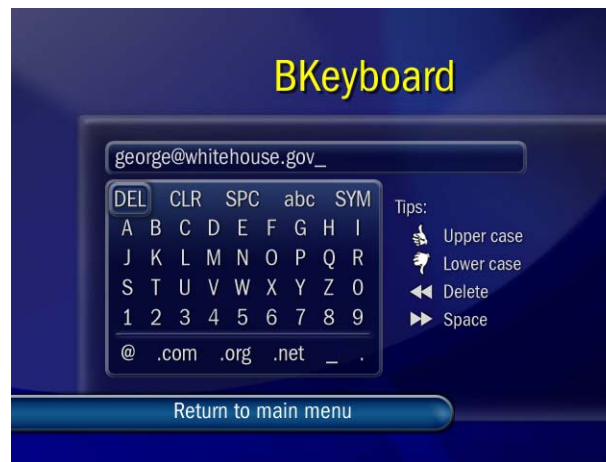 BKeyboard
george@whitehouse.gov_
DEL CLR SPC abc SYM
A B C D E F G H I
J K L M N O P Q R
S T U V W X Y Z 0
1 2 3 4 5 6 7 8 9
@ .com .org .net _ .
Tips:
Upper case
Lower case
Delete
Space
Return to main menu